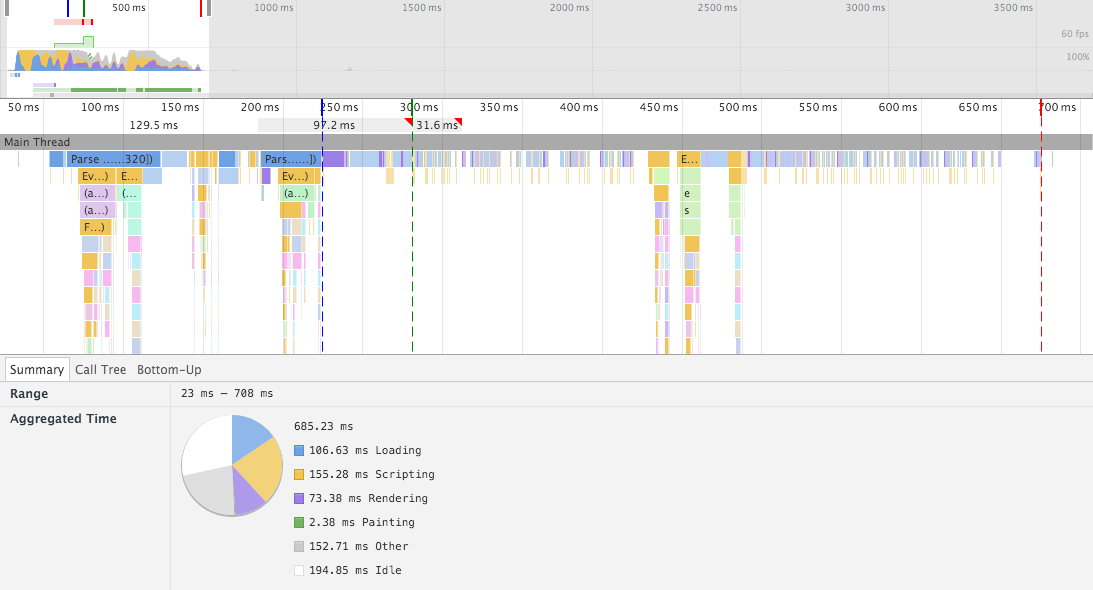 500 ms 1000 ms 1500 ms 2000 ms 2500 ms 3000 ms 3500 ms
60 fps
100%
50 ms 100 ms 150 ms 200 ms 250 ms 300 ms 350 ms 400 ms 450 ms 500 ms 550 ms 600 ms 650 ms 700 ms
129.5 ms 97.2 ms 31.6 ms
Main Thread
Parse ......320]) Pars......]) E...
Ev...) E... Ev...)
(a...) (... (a...) e
(a...) s
F...)
Summary Call Tree Bottom-Up
Range 23 ms – 708 ms
Aggregated Time
685.23 ms
106.63 ms Loading
155.28 ms Scripting
73.38 ms Rendering
2.38 ms Painting
152.71 ms Other
194.85 ms Idle